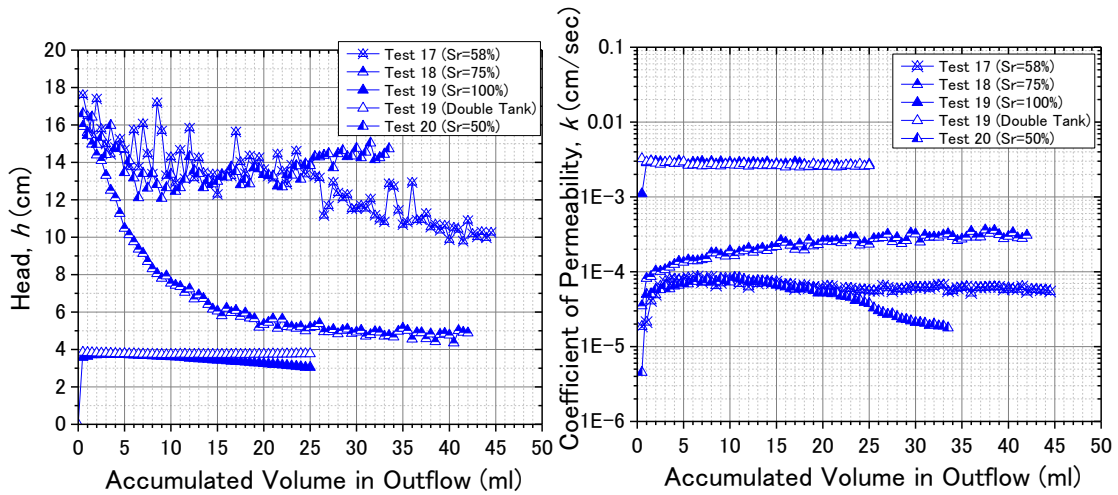 20
18
16
14
12
10
8
6
4
2
0
Head, h (cm)
0 5 10 15 20 25 30 35 40 45 50
Accumulated Volume in Outflow (ml)
Test 17 (Sr=58%)
Test 18 (Sr=75%)
Test 19 (Sr=100%)
Test 19 (Double Tank)
Test 20 (Sr=50%)
0.1
0.01
1E-3
1E-4
1E-5
1E-6
Coefficient of Permeability, k (cm/sec)
0 5 10 15 20 25 30 35 40 45 50
Accumulated Volume in Outflow (ml)
Test 17 (Sr=58%)
Test 18 (Sr=75%)
Test 19 (Sr=100%)
Test 19 (Double Tank)
Test 20 (Sr=50%)